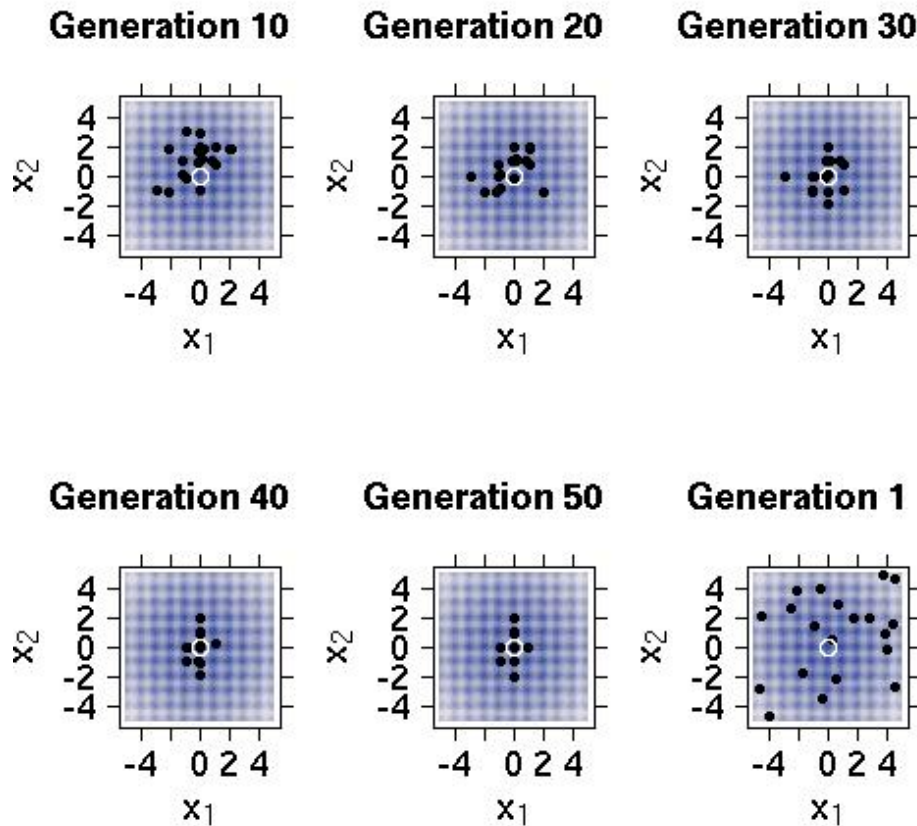 Generation 10 Generation 20 Generation 30
4 4 4
2 2 2
x2 0 x2 0 x2 0
-2 -2 -2
-4 -4 -4
-4 0 2 4 -4 0 2 4 -4 0 2 4
x1 x1 x1
Generation 40 Generation 50 Generation 1
4 4 4
2 2 2
x2 0 x2 0 x2 0
-2 -2 -2
-4 -4 -4
-4 0 2 4 -4 0 2 4 -4 0 2 4
x1 x1 x1